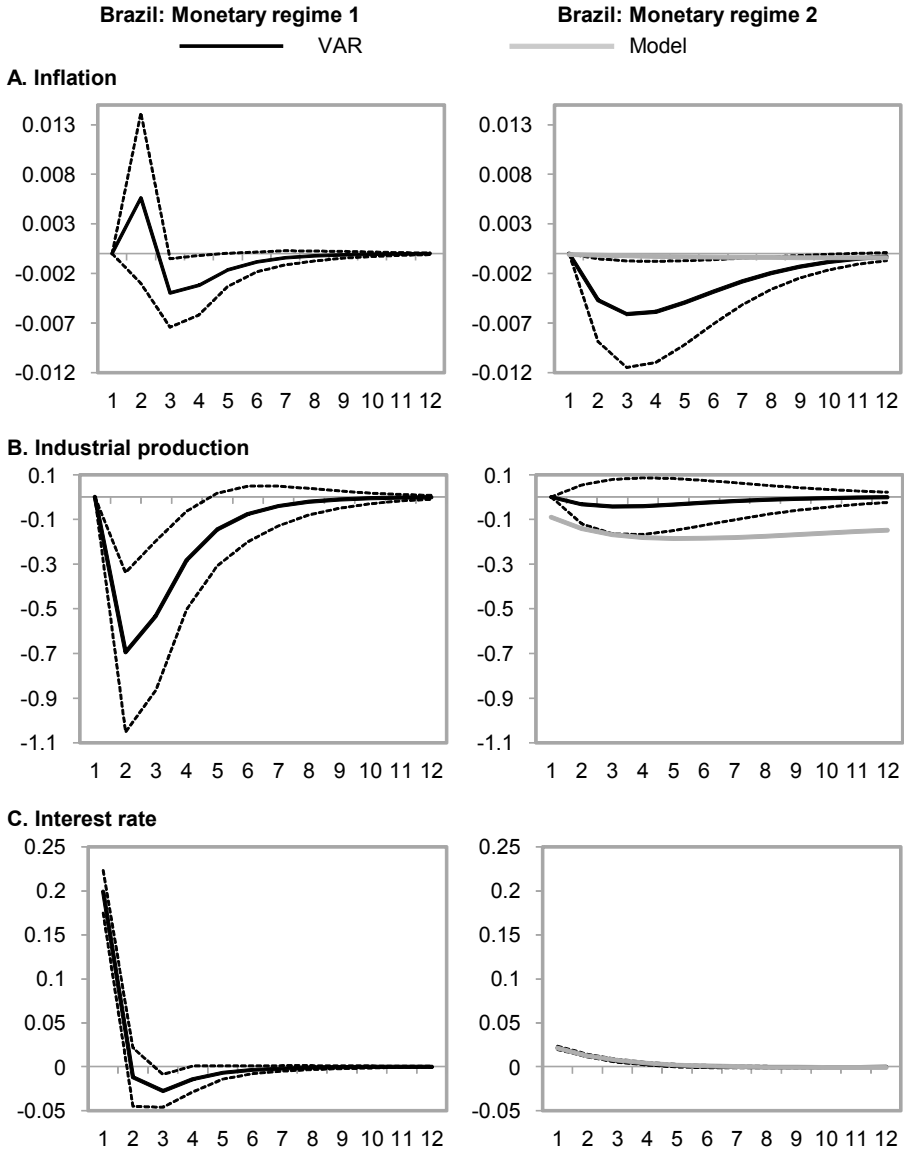 Brazil: Monetary regime 1 Brazil: Monetary regime 2
VAR Model
A. Inflation
0.013 0.013
0.008 0.008
0.003 0.003
-0.002 -0.002
-0.007 -0.007
-0.012 -0.012
1 2 3 4 5 6 7 8 9 10 11 12 1 2 3 4 5 6 7 8 9 10 11 12
B. Industrial production
0.1 0.1
-0.1 -0.1
-0.3 -0.3
-0.5 -0.5
-0.7 -0.7
-0.9 -0.9
-1.1 -1.1
1 2 3 4 5 6 7 8 9 10 11 12 1 2 3 4 5 6 7 8 9 10 11 12
C. Interest rate
0.25 0.25
0.2 0.2
0.15 0.15
0.1 0.1
0.05 0.05
0 0
-0.05 -0.05
1 2 3 4 5 6 7 8 9 10 11 12 1 2 3 4 5 6 7 8 9 10 11 12